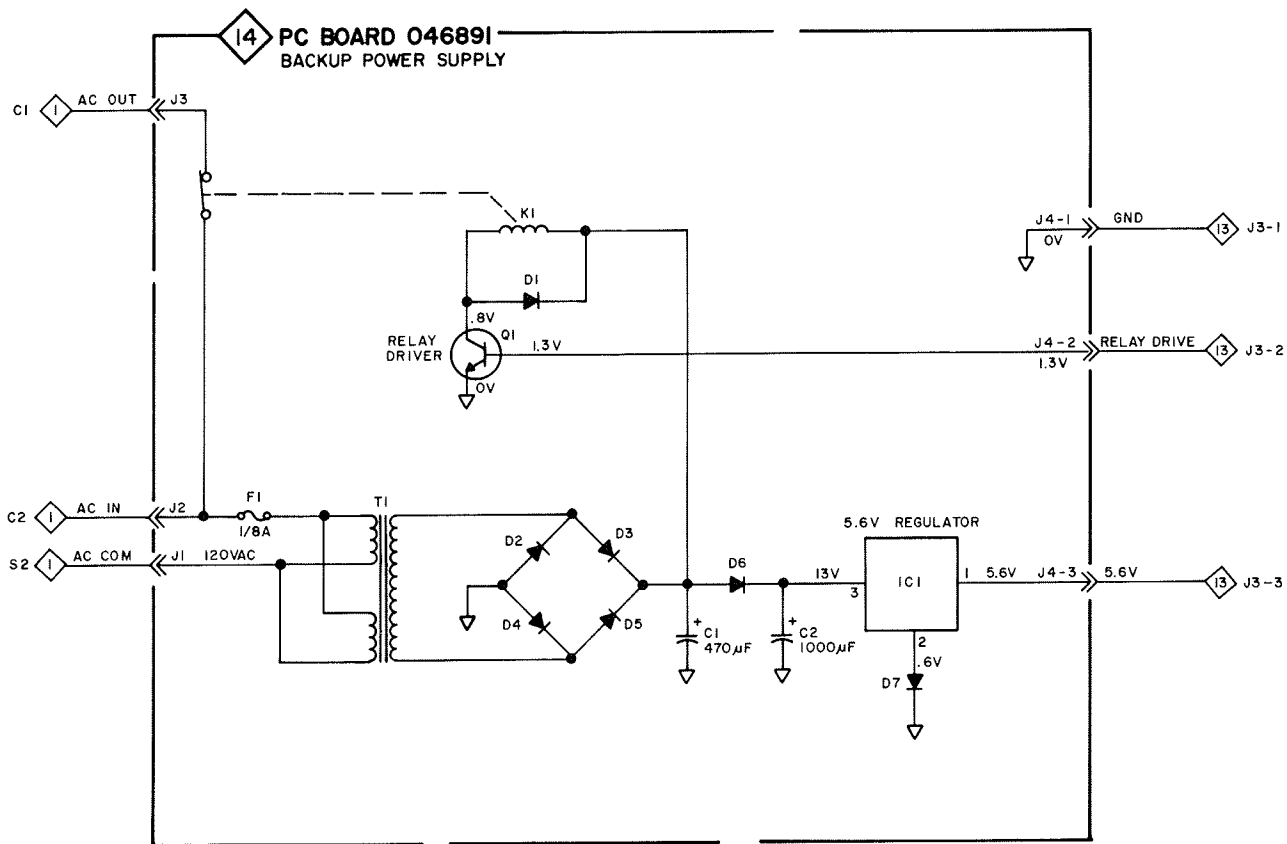 14 PC BOARD 046891
BACKUP POWER SUPPLY
C1 1 AC OUT J3
K1
J4-1 GND 13 J3-1
0V
D1
.8V
RELAY DRIVER
Q1
1.3V
J4-2 RELAY DRIVE 13 J3-2
1.3V
0V
C2 1 AC IN J2
F1
1/8A
T1
S2 1 AC COM J1 120VAC
D2
D3
D4
D5
D6
5.6V REGULATOR
13V
3
IC1
1 5.6V J4-3 5.6V 13 J3-3
+
C1
470µF
+
C2
1000µF
2
.6V
D7